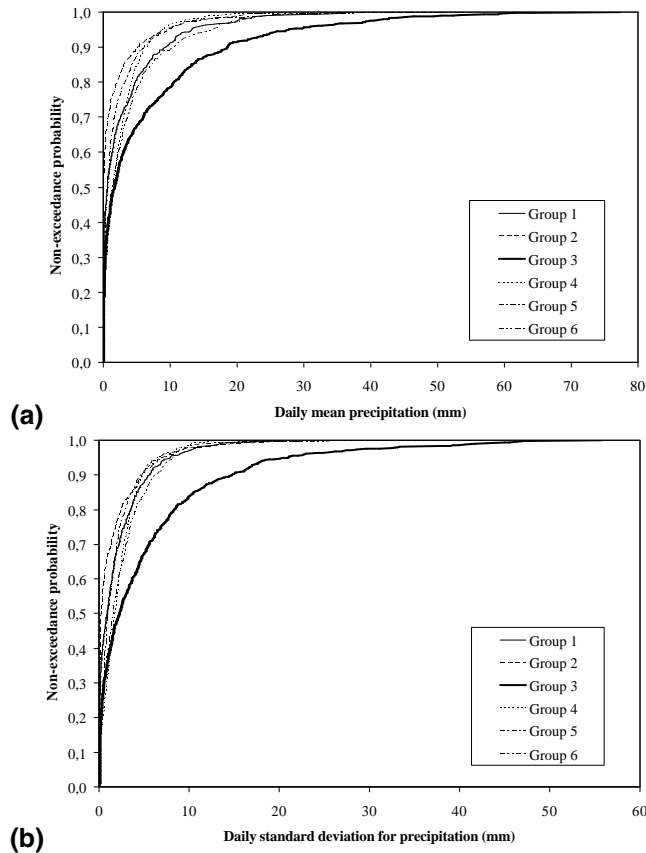 1,0
0,9
0,8
0,7
0,6
0,5
0,4
0,3
0,2
0,1
0,0
Non-exceedance probability
Group 1
Group 2
Group 3
Group 4
Group 5
Group 6
0 10 20 30 40 50 60 70 80
Daily mean precipitation (mm)
(a)
1,0
0,9
0,8
0,7
0,6
0,5
0,4
0,3
0,2
0,1
0,0
Non-exceedance probability
Group 1
Group 2
Group 3
Group 4
Group 5
Group 6
0 10 20 30 40 50 60
Daily standard deviation for precipitation (mm)
(b)